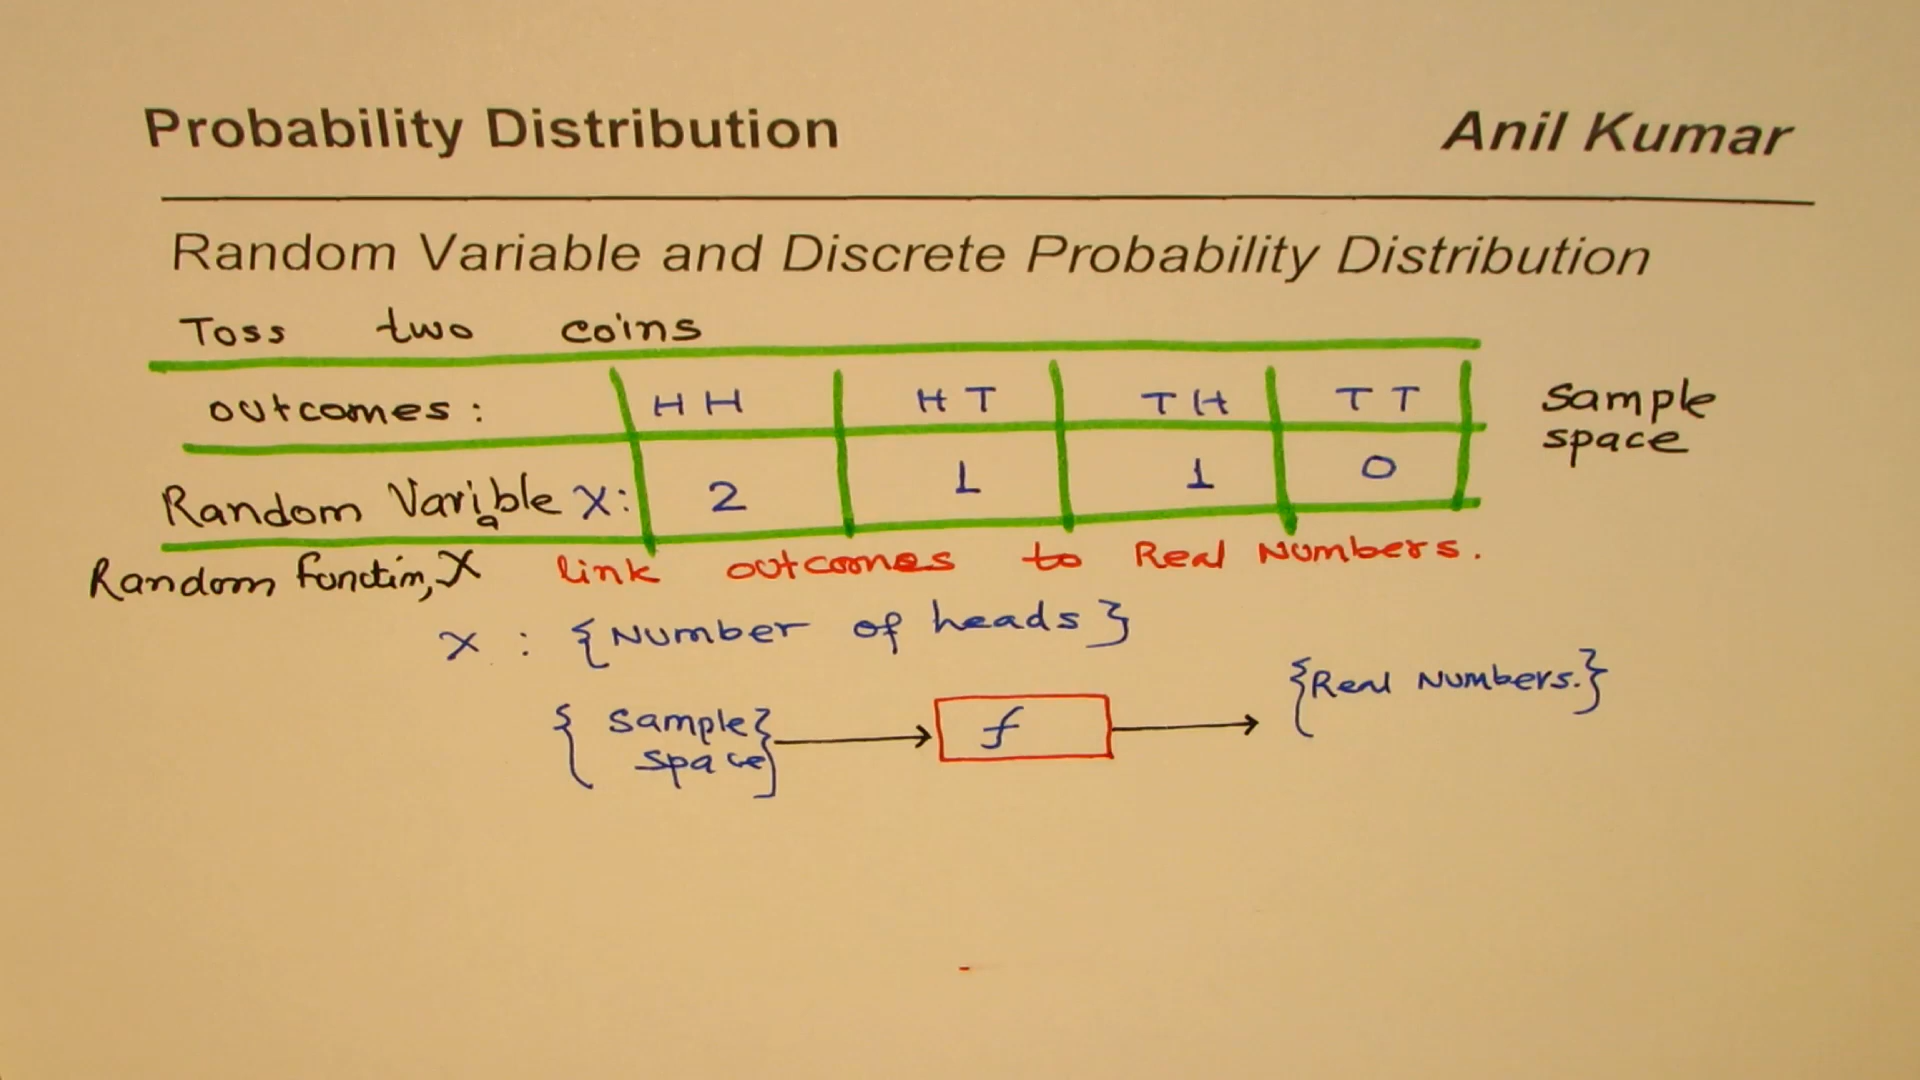 Probability Distribution Anil Kumar
Random Variable and Discrete Probability Distribution
Toss two coins
outcomes: HH HT TH TT Sample space
Random Variable X: 2 1 1 0
Random Function, X link outcomes to Real Numbers.
X : {Number of heads}
{Sample space} → f → {Real Numbers.}